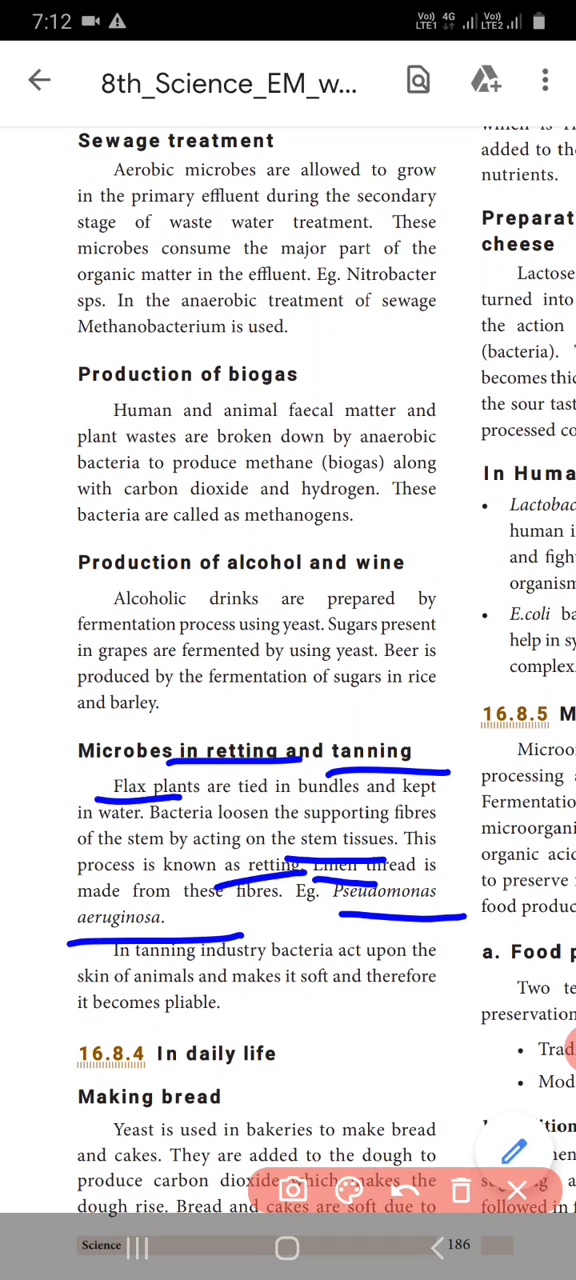 7:12
Vo)) 4G Vo))
LTE1 LTE2
8th_Science_EM_w...
Sewage treatment
Aerobic microbes are allowed to grow
in the primary effluent during the secondary
stage of waste water treatment. These
microbes consume the major part of the
organic matter in the effluent. Eg. Nitrobacter
sps. In the anaerobic treatment of sewage
Methanobacterium is used.
Production of biogas
Human and animal faecal matter and
plant wastes are broken down by anaerobic
bacteria to produce methane (biogas) along
with carbon dioxide and hydrogen. These
bacteria are called as methanogens.
Production of alcohol and wine
Alcoholic drinks are prepared by
fermentation process using yeast. Sugars present
in grapes are fermented by using yeast. Beer is
produced by the fermentation of sugars in rice
and barley.
Microbes in retting and tanning
Flax plants are tied in bundles and kept
in water. Bacteria loosen the supporting fibres
of the stem by acting on the stem tissues. This
process is known as retting. Linen thread is
made from these fibres. Eg. Pseudomonas
aeruginosa.
In tanning industry bacteria act upon the
skin of animals and makes it soft and therefore
it becomes pliable.
16.8.4 In daily life
Making bread
Yeast is used in bakeries to make bread
and cakes. They are added to the dough to
produce carbon dioxide which makes the
dough rise. Bread and cakes are soft due to
Science
added to the
nutrients.
Preparat
cheese
Lactose
turned into
the action
(bacteria).
becomes thic
the sour tast
processed co
In Huma
• Lactobac
human i
and figh
organism
• E.coli ba
help in sy
complex.
16.8.5 M
Microor
processing a
Fermentatio
microorgani
organic acid
to preserve
food produc
a. Food p
Two te
preservation
• Trad
• Mod
followed in f
186